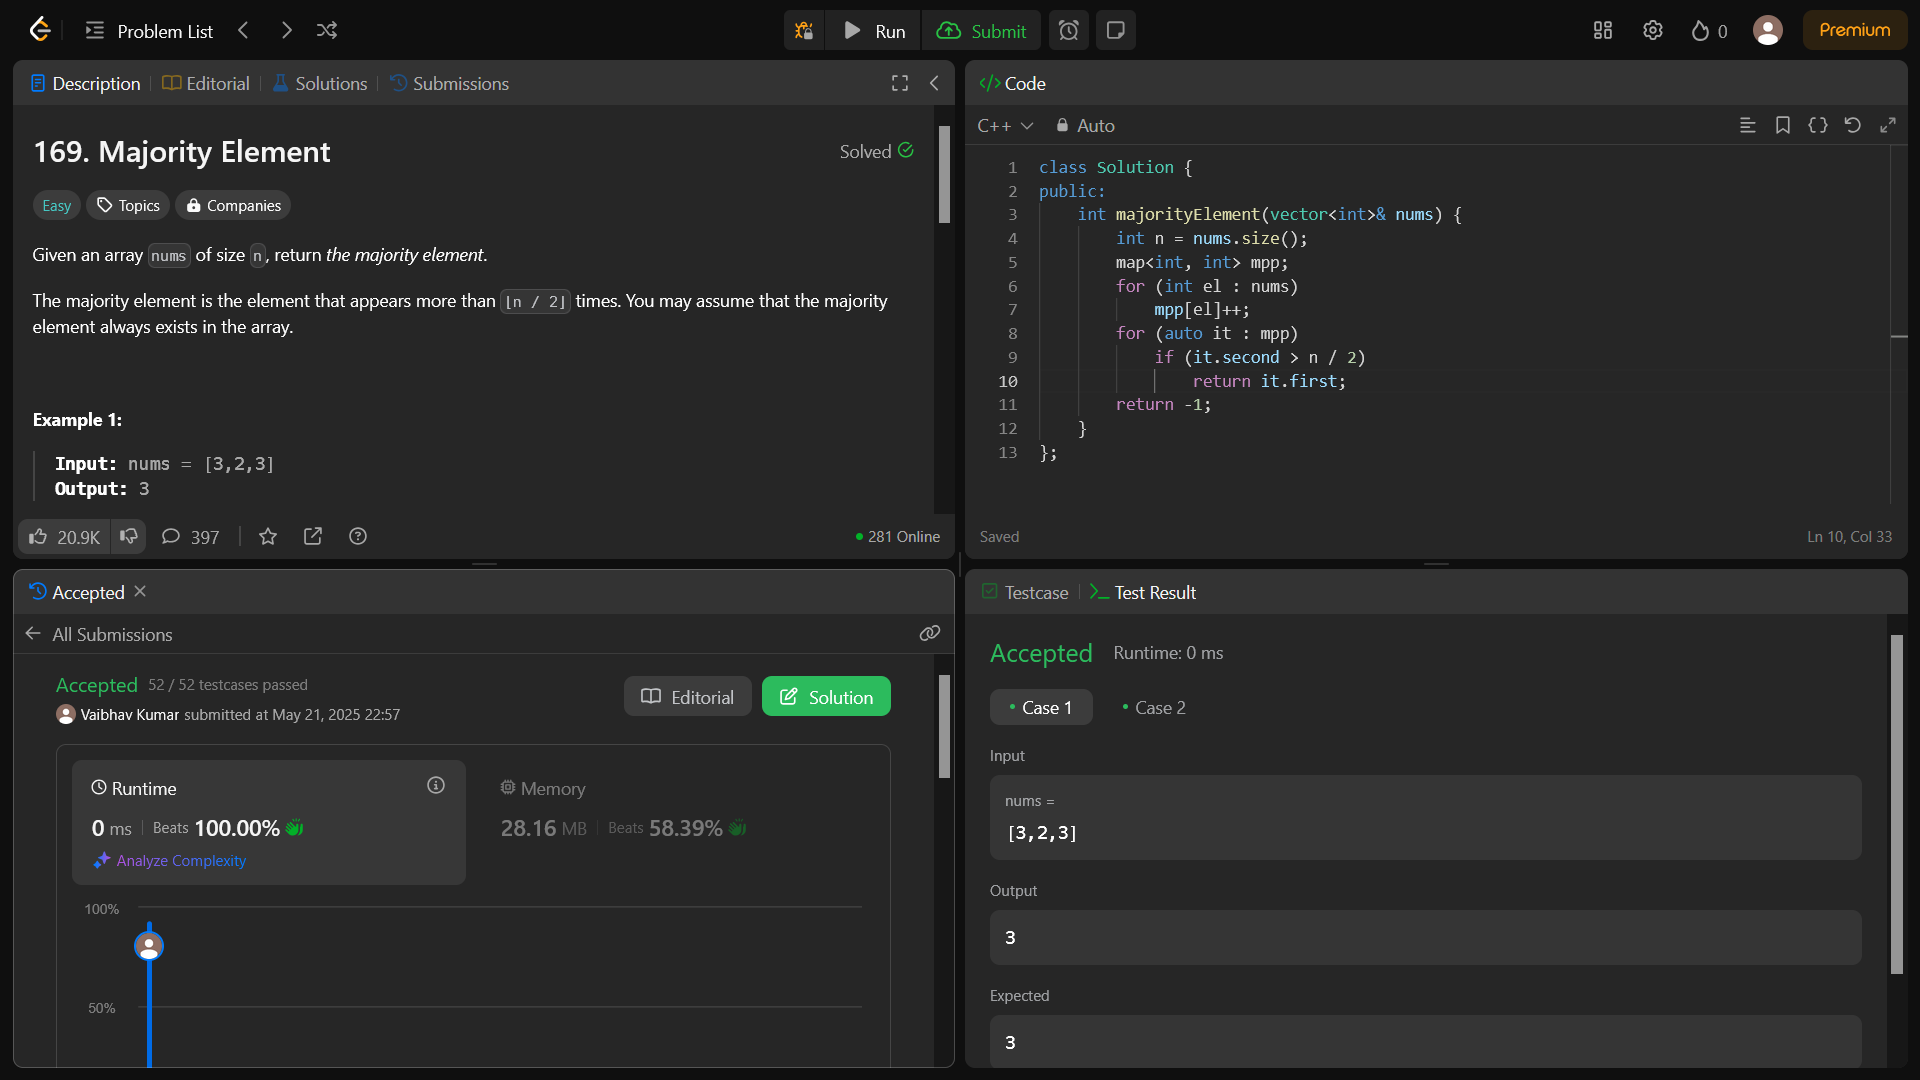 Problem List
Run
Submit
0
Premium
Description
Editorial
Solutions
Submissions
169. Majority Element
Solved
Easy
Topics
Companies
Given an array nums of size n, return the majority element.
The majority element is the element that appears more than ⌊n / 2⌋ times. You may assume that the majority
element always exists in the array.
Example 1:
Input: nums = [3,2,3]
Output: 3
20.9K
397
281 Online
Code
C++
Auto
1 class Solution {
2 public:
3 int majorityElement(vector<int>& nums) {
4 int n = nums.size();
5 map<int, int> mpp;
6 for (int el : nums)
7 mpp[el]++;
8 for (auto it : mpp)
9 if (it.second > n / 2)
10 return it.first;
11 return -1;
12 }
13 };
Saved
Ln 10, Col 33
Accepted
All Submissions
Accepted 52 / 52 testcases passed
Vaibhav Kumar submitted at May 21, 2025 22:57
Editorial
Solution
Runtime
0 ms
Beats 100.00%
Analyze Complexity
Memory
28.16 MB
Beats 58.39%
100%
50%
Testcase
Test Result
Accepted
Runtime: 0 ms
Case 1
Case 2
Input
nums =
[3,2,3]
Output
3
Expected
3